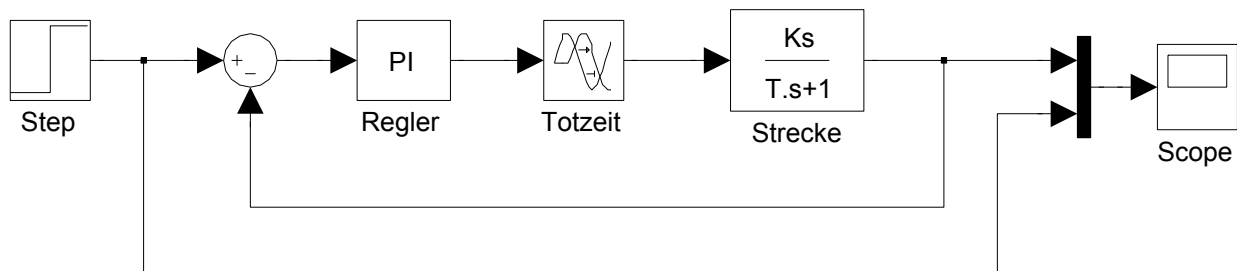 Step
+
−
PI
Regler
Totzeit
Ks
T.s+1
Strecke
Scope